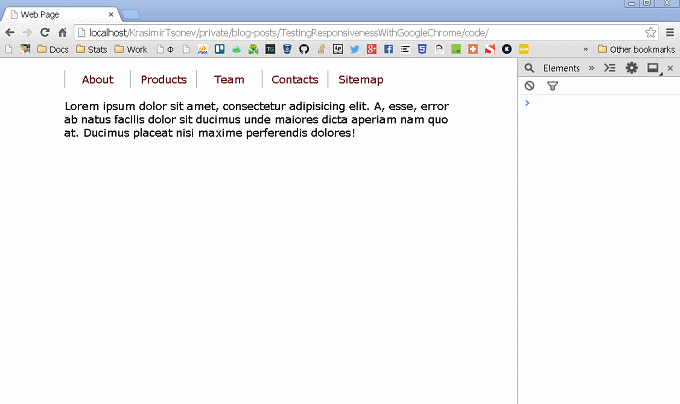 Web Page
localhost/KrasimirTsonev/private/blog-posts/TestingResponsivenessWithGoogleChrome/code/
Docs Stats Work Ф » Other bookmarks
About Products Team Contacts Sitemap
Elements »
Lorem ipsum dolor sit amet, consectetur adipisicing elit. A, esse, error
ab natus facilis dolor sit ducimus unde maiores dicta aperiam nam quo
at. Ducimus placeat nisi maxime perferendis dolores!